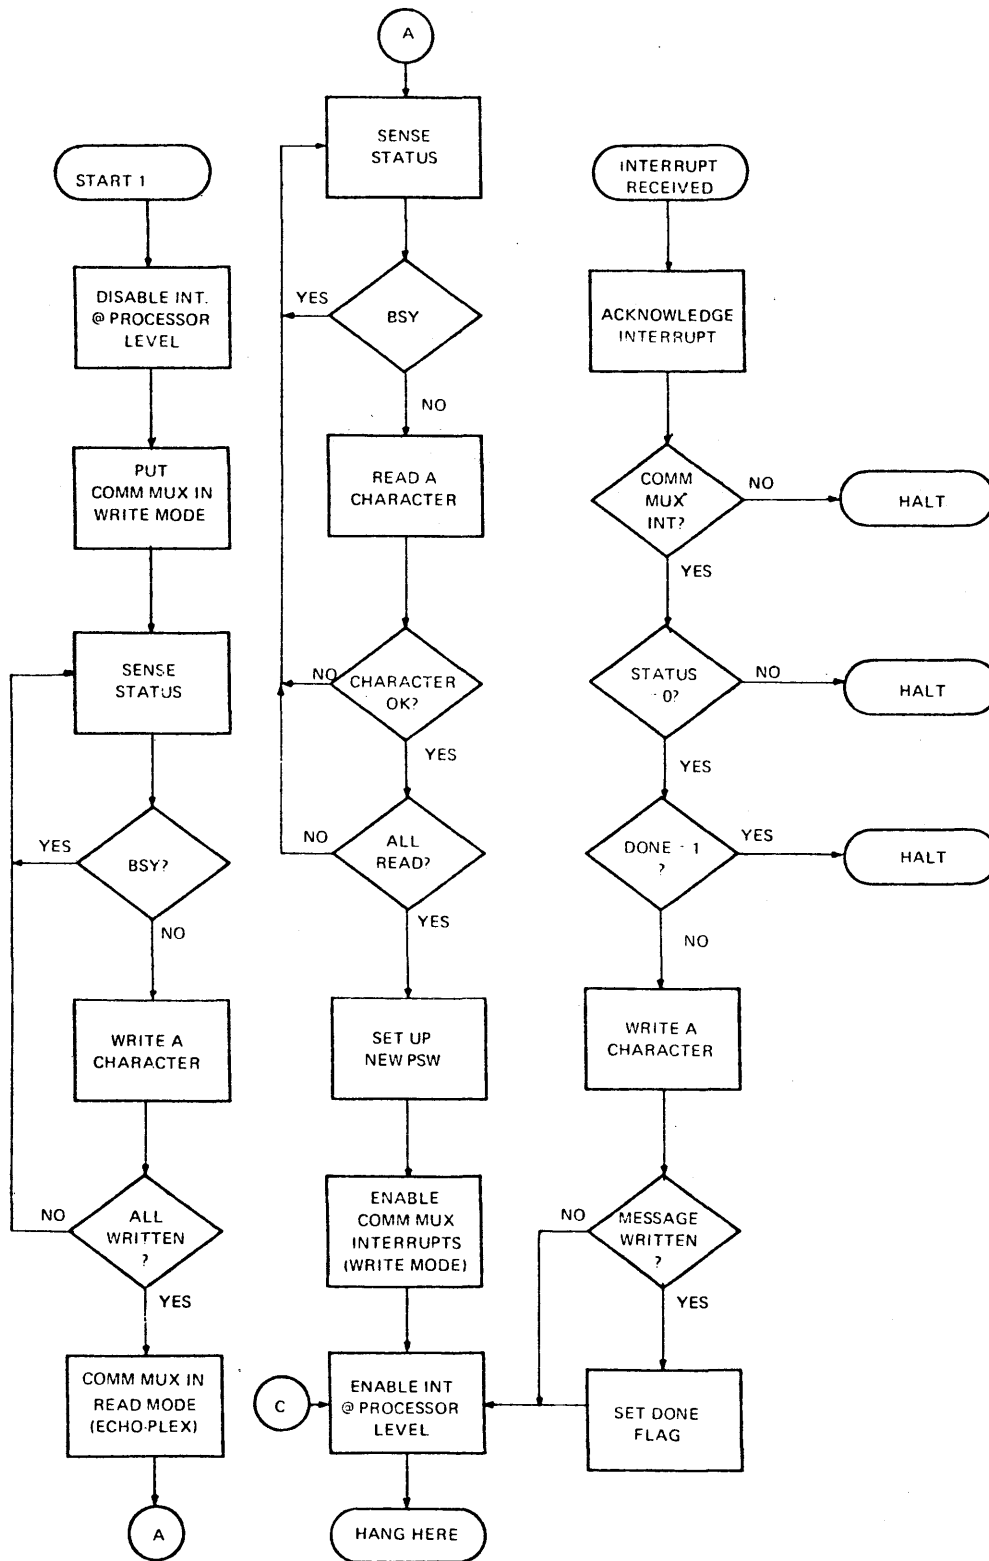 START 1
DISABLE INT.
@ PROCESSOR
LEVEL
PUT
COMM MUX IN
WRITE MODE
SENSE
STATUS
YES
BSY?
NO
WRITE A
CHARACTER
NO
ALL
WRITTEN
?
YES
COMM MUX IN
READ MODE
(ECHO-PLEX)
A
A
SENSE
STATUS
YES
BSY
NO
READ A
CHARACTER
NO
CHARACTER
OK?
YES
NO
ALL
READ?
YES
SET UP
NEW PSW
ENABLE
COMM MUX
INTERRUPTS
(WRITE MODE)
C
ENABLE INT
@ PROCESSOR
LEVEL
HANG HERE
INTERRUPT
RECEIVED
ACKNOWLEDGE
INTERRUPT
COMM
MUX
INT?
NO
HALT
YES
STATUS
-0?
NO
HALT
YES
DONE - 1
?
YES
HALT
NO
WRITE A
CHARACTER
NO
MESSAGE
WRITTEN
?
YES
SET DONE
FLAG